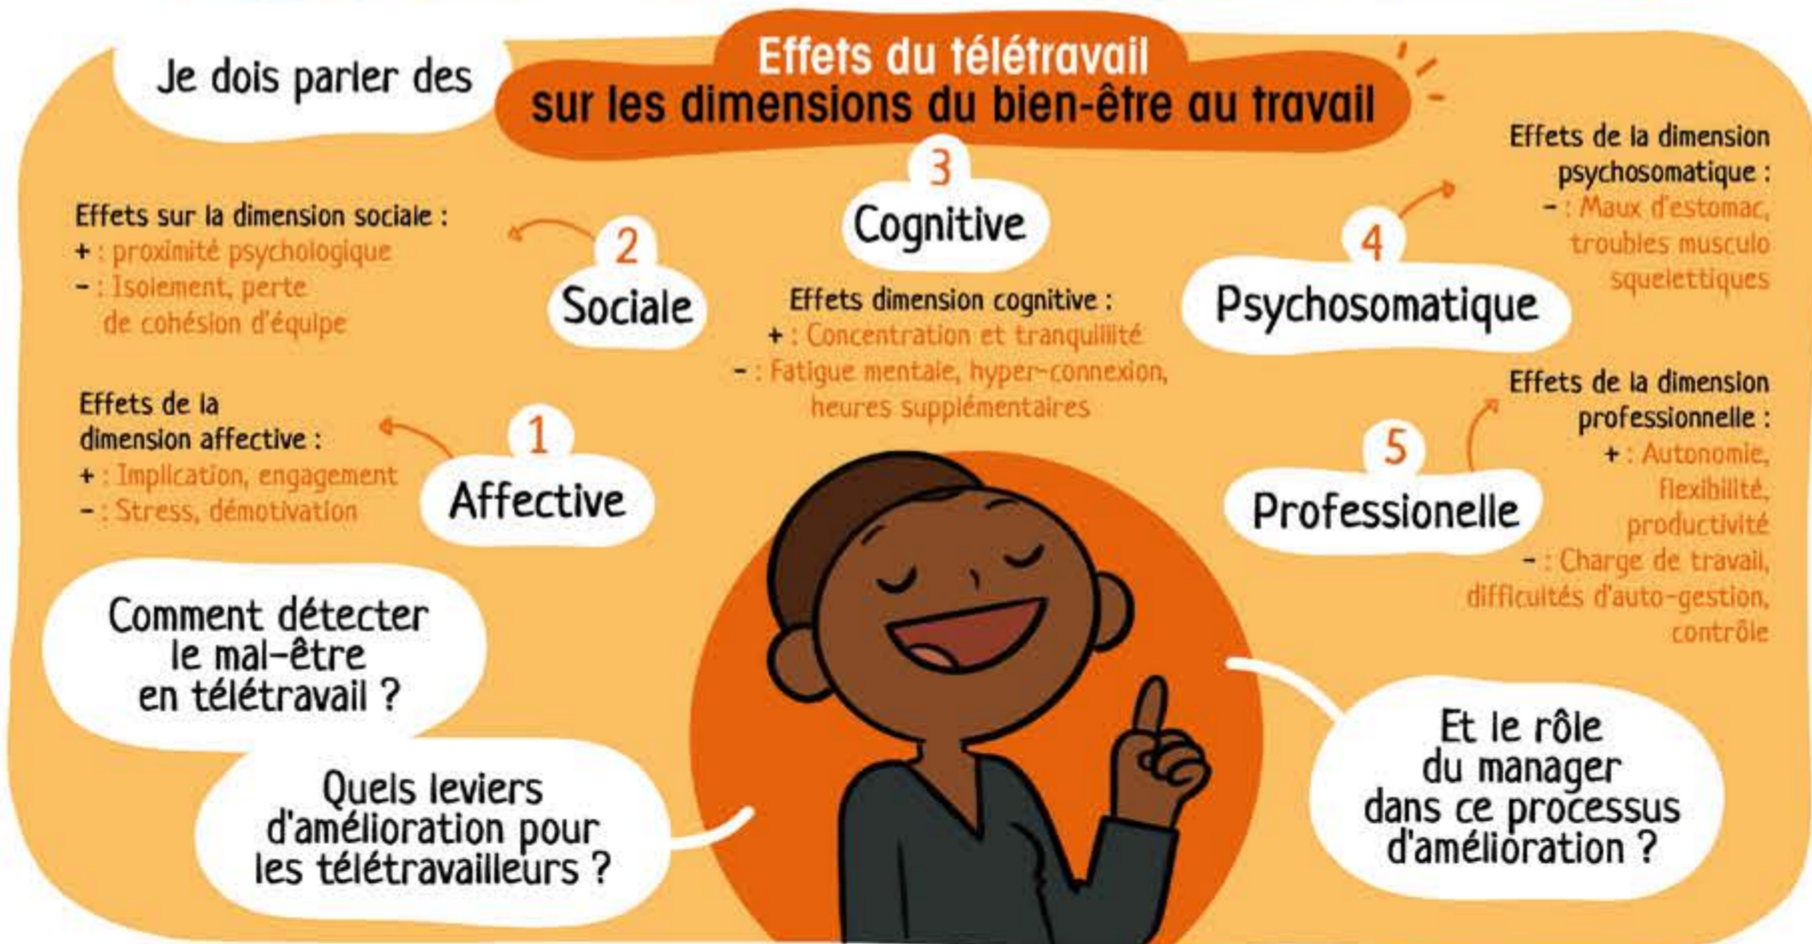 Je dois parler des
Effets du télétravail
sur les dimensions du bien-être au travail
1
Affective
Effets de la
dimension affective :
+ : Implication, engagement
- : Stress, démotivation
2
Sociale
Effets sur la dimension sociale :
+ : proximité psychologique
- : Isolement, perte
de cohésion d'équipe
3
Cognitive
Effets dimension cognitive :
+ : Concentration et tranquillité
- : Fatigue mentale, hyper-connexion,
heures supplémentaires
4
Psychosomatique
Effets de la dimension
psychosomatique :
- : Maux d'estomac,
troubles musculo
squelettiques
5
Professionelle
Effets de la dimension
professionnelle :
+ : Autonomie,
flexibilité,
productivité
- : Charge de travail,
difficultés d'auto-gestion,
contrôle
Comment détecter
le mal-être
en télétravail ?
Quels leviers
d'amélioration pour
les télétravailleurs ?
Et le rôle
du manager
dans ce processus
d'amélioration ?